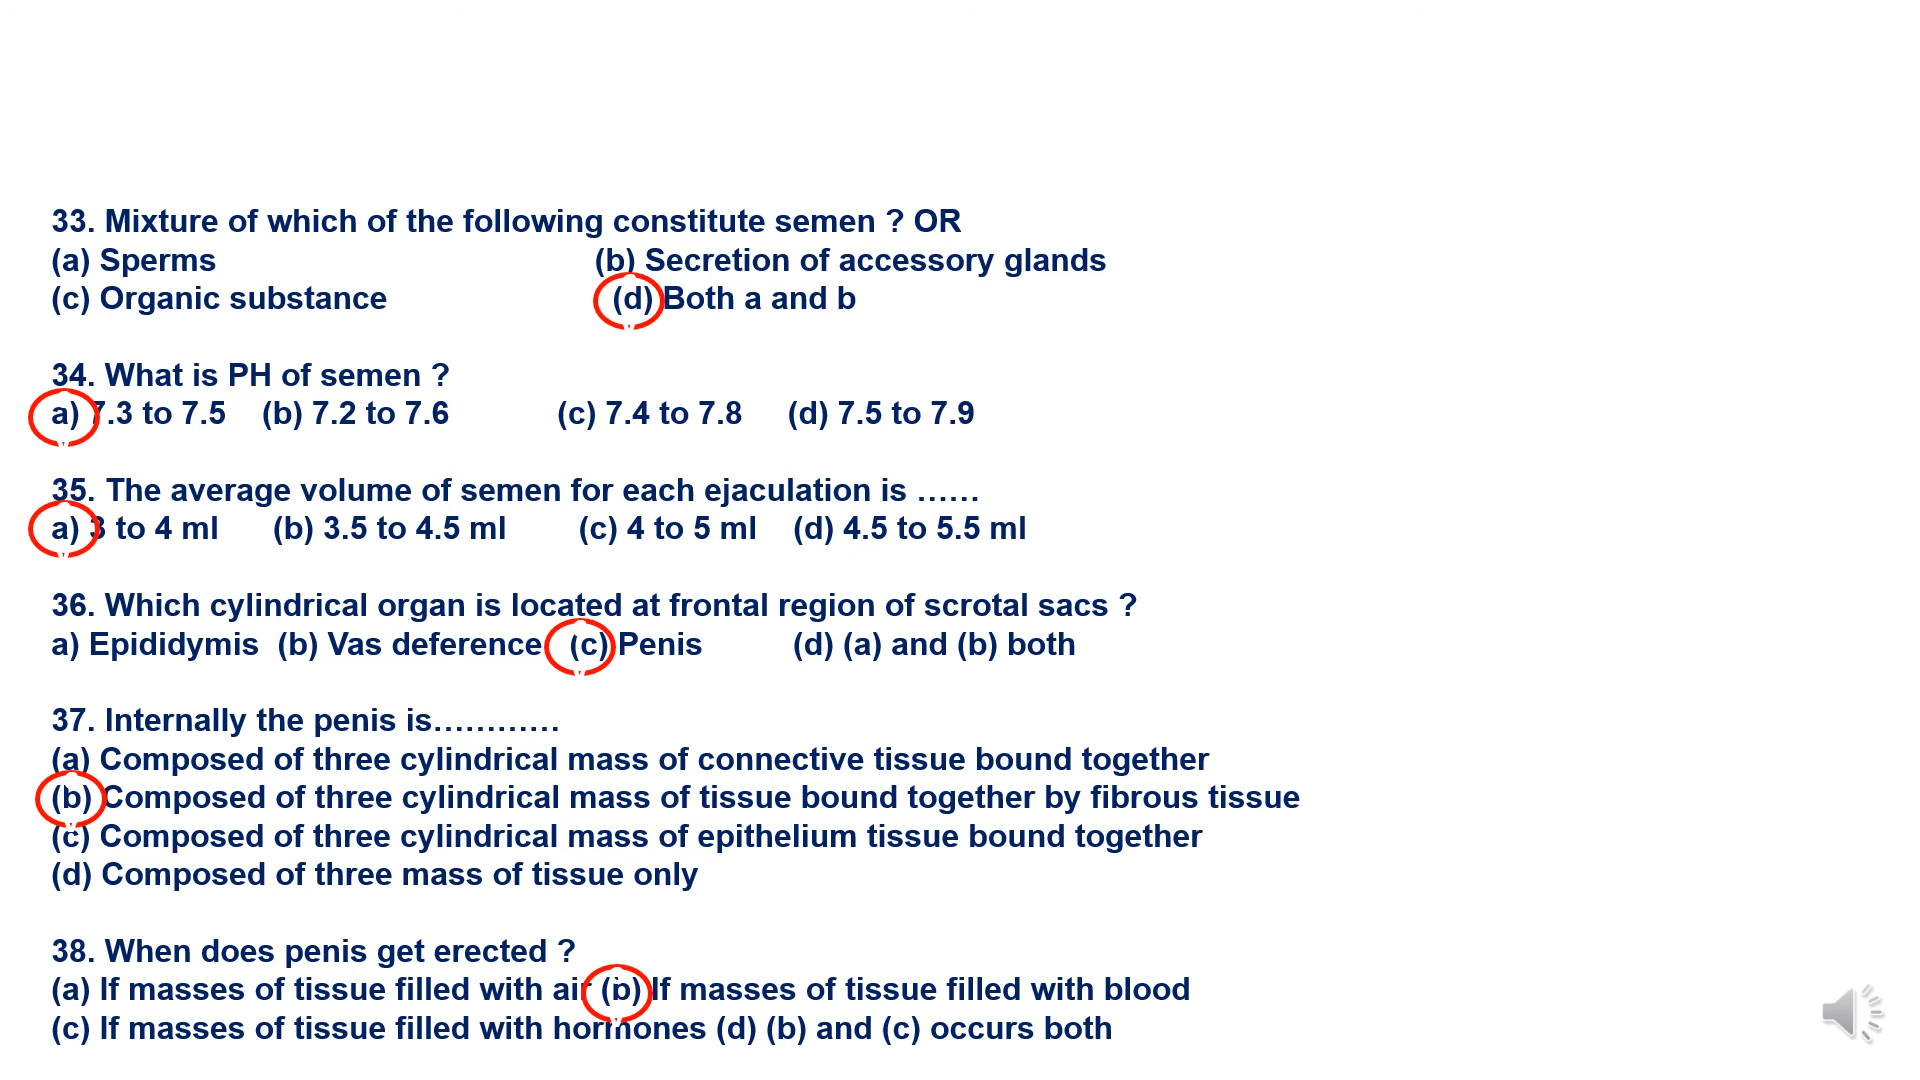 33. Mixture of which of the following constitute semen ? OR
(a) Sperms (b) Secretion of accessory glands
(c) Organic substance (d) Both a and b
34. What is PH of semen ?
a) 7.3 to 7.5 (b) 7.2 to 7.6 (c) 7.4 to 7.8 (d) 7.5 to 7.9
35. The average volume of semen for each ejaculation is ……
a) 3 to 4 ml (b) 3.5 to 4.5 ml (c) 4 to 5 ml (d) 4.5 to 5.5 ml
36. Which cylindrical organ is located at frontal region of scrotal sacs ?
a) Epididymis (b) Vas deference (c) Penis (d) (a) and (b) both
37. Internally the penis is…………
(a) Composed of three cylindrical mass of connective tissue bound together
(b) Composed of three cylindrical mass of tissue bound together by fibrous tissue
(c) Composed of three cylindrical mass of epithelium tissue bound together
(d) Composed of three mass of tissue only
38. When does penis get erected ?
(a) If masses of tissue filled with air (b) If masses of tissue filled with blood
(c) If masses of tissue filled with hormones (d) (b) and (c) occurs both